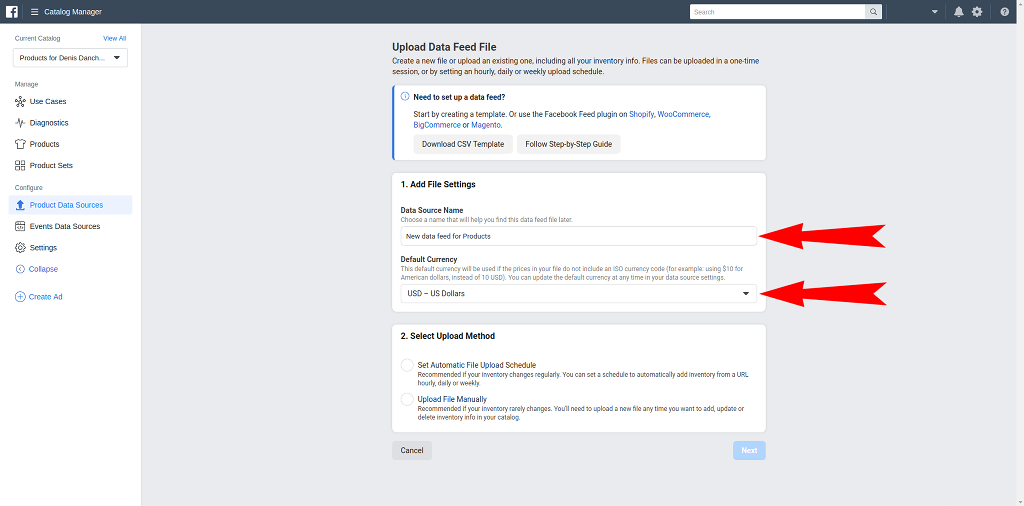 Catalog Manager
Search
Current Catalog
View All
Products for Denis Danch...
Manage
Use Cases
Diagnostics
Products
Product Sets
Configure
Product Data Sources
Events Data Sources
Settings
Collapse
Create Ad
Upload Data Feed File
Create a new file or upload an existing one, including all your inventory info. Files can be uploaded in a one-time
session, or by setting an hourly, daily or weekly upload schedule.
Need to set up a data feed?
Start by creating a template. Or use the Facebook Feed plugin on Shopify, WooCommerce,
BigCommerce or Magento.
Download CSV Template
Follow Step-by-Step Guide
1. Add File Settings
Data Source Name
Choose a name that will help you find this data feed file later.
New data feed for Products
Default Currency
This default currency will be used if the prices in your file do not include an ISO currency code (for example: using $10 for
American dollars, instead of 10 USD). You can update the default currency at any time in your data source settings.
USD – US Dollars
2. Select Upload Method
Set Automatic File Upload Schedule
Recommended if your inventory changes regularly. You can set a schedule to automatically add inventory from a URL
hourly, daily or weekly.
Upload File Manually
Recommended if your inventory rarely changes. You'll need to upload a new file any time you want to add, update or
delete inventory info in your catalog.
Cancel
Next